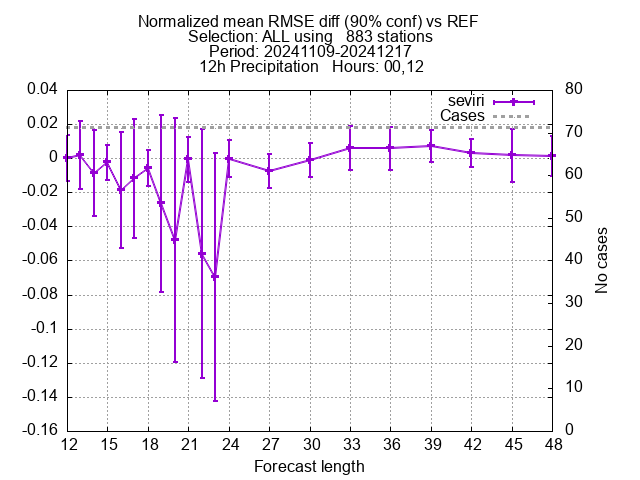 Normalized mean RMSE diff (90% conf) vs REF
Selection: ALL using   883 stations
Period: 20241109-20241217
12h Precipitation   Hours: 00,12
seviri
Cases
0.04
0.02
0
-0.02
-0.04
-0.06
-0.08
-0.1
-0.12
-0.14
-0.16
80
70
60
50
40
30
20
10
0
No cases
12 15 18 21 24 27 30 33 36 39 42 45 48
Forecast length